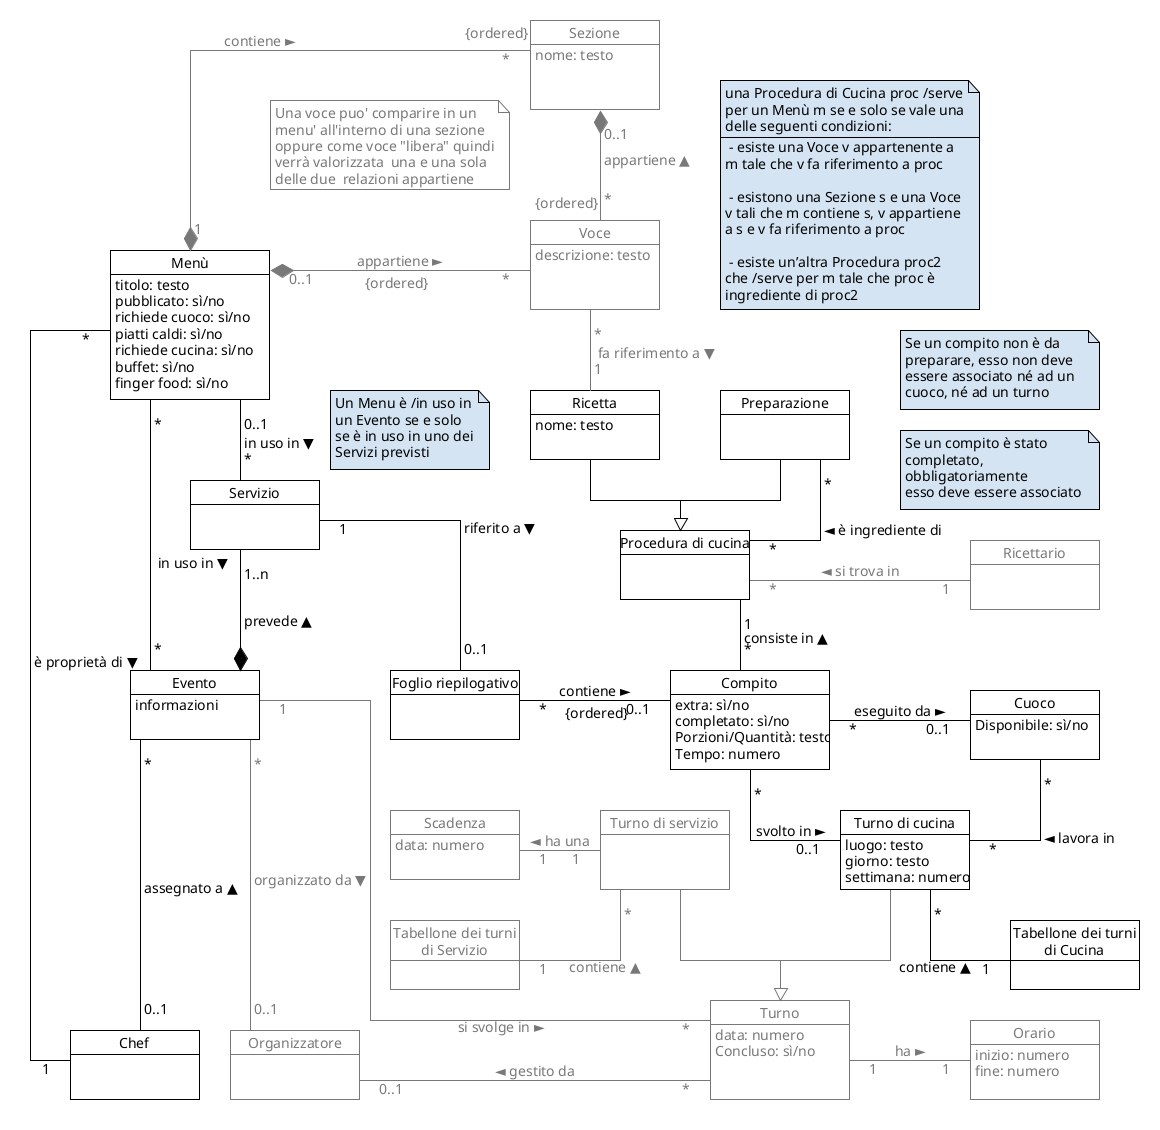 contiene ►
{ordered}
*
Sezione
nome: testo
Una voce puo' comparire in un
menu' all'interno di una sezione
oppure come voce "libera" quindi
verrà valorizzata  una e una sola
delle due  relazioni appartiene
0..1
appartiene ▲
{ordered}
*
una Procedura di Cucina proc /serve
per un Menù m se e solo se vale una
delle seguenti condizioni:
- esiste una Voce v appartenente a
m tale che v fa riferimento a proc
- esistono una Sezione s e una Voce
v tali che m contiene s, v appartiene
a s e v fa riferimento a proc
- esiste un’altra Procedura proc2
che /serve per m tale che proc è
ingrediente di proc2
1
Menù
titolo: testo
pubblicato: sì/no
richiede cuoco: sì/no
piatti caldi: sì/no
richiede cucina: sì/no
buffet: sì/no
finger food: sì/no
*
0..1
appartiene ►
{ordered}
*
Voce
descrizione: testo
*
fa riferimento a ▼
1
Se un compito non è da
preparare, esso non deve
essere associato né ad un
cuoco, né ad un turno
*
0..1
in uso in ▼
*
Un Menu è /in uso in
un Evento se e solo
se è in uso in uno dei
Servizi previsti
Ricetta
nome: testo
Preparazione
Se un compito è stato
completato,
obbligatoriamente
esso deve essere associato
*
◄ è ingrediente di
*
Servizio
1
riferito a ▼
0..1
in uso in ▼
*
1..n
prevede ▲
Procedura di cucina
*
◄ si trova in
1
Ricettario
1
consiste in ▲
*
è proprietà di ▼
Evento
informazioni
1
Foglio riepilogativo
contiene ►
*
{ordered}
0..1
Compito
extra: sì/no
completato: sì/no
Porzioni/Quantità: testo
Tempo: numero
eseguito da ►
*
0..1
Cuoco
Disponibile: sì/no
*
◄ lavora in
*
*
*
*
svolto in ►
0..1
Scadenza
data: numero
◄ ha una
1
1
Turno di servizio
Turno di cucina
luogo: testo
giorno: testo
settimana: numero
assegnato a ▲
organizzato da ▼
*
Tabellone dei turni
di Servizio
1
contiene ▲
*
contiene ▲
1
Tabellone dei turni
di Cucina
0..1
0..1
si svolge in ►
*
Chef
1
Organizzatore
0..1
◄ gestito da
*
Turno
data: numero
Concluso: sì/no
ha ►
1
1
Orario
inizio: numero
fine: numero